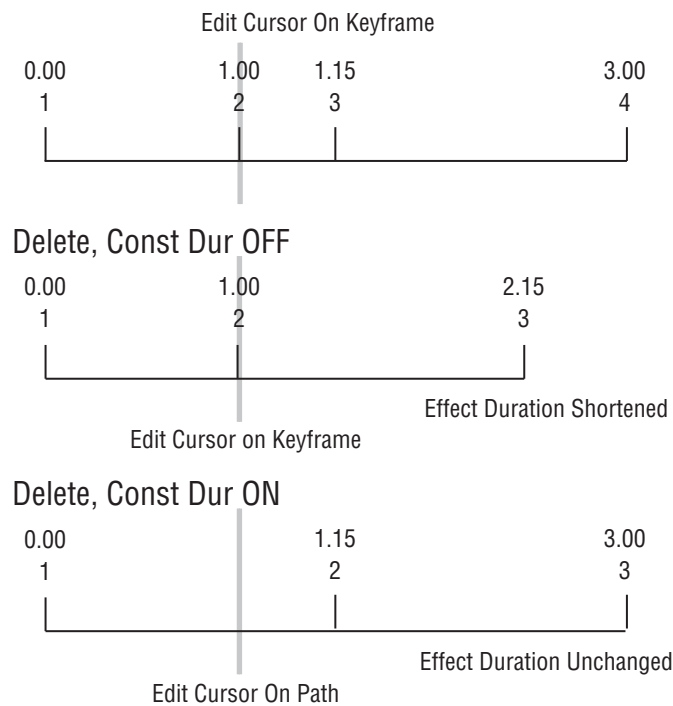 Edit Cursor On Keyframe
0.00 1.00 1.15 3.00
1 2 3 4
Delete, Const Dur OFF
0.00 1.00 2.15
1 2 3
Effect Duration Shortened
Edit Cursor on Keyframe
Delete, Const Dur ON
0.00 1.15 3.00
1 2 3
Effect Duration Unchanged
Edit Cursor On Path